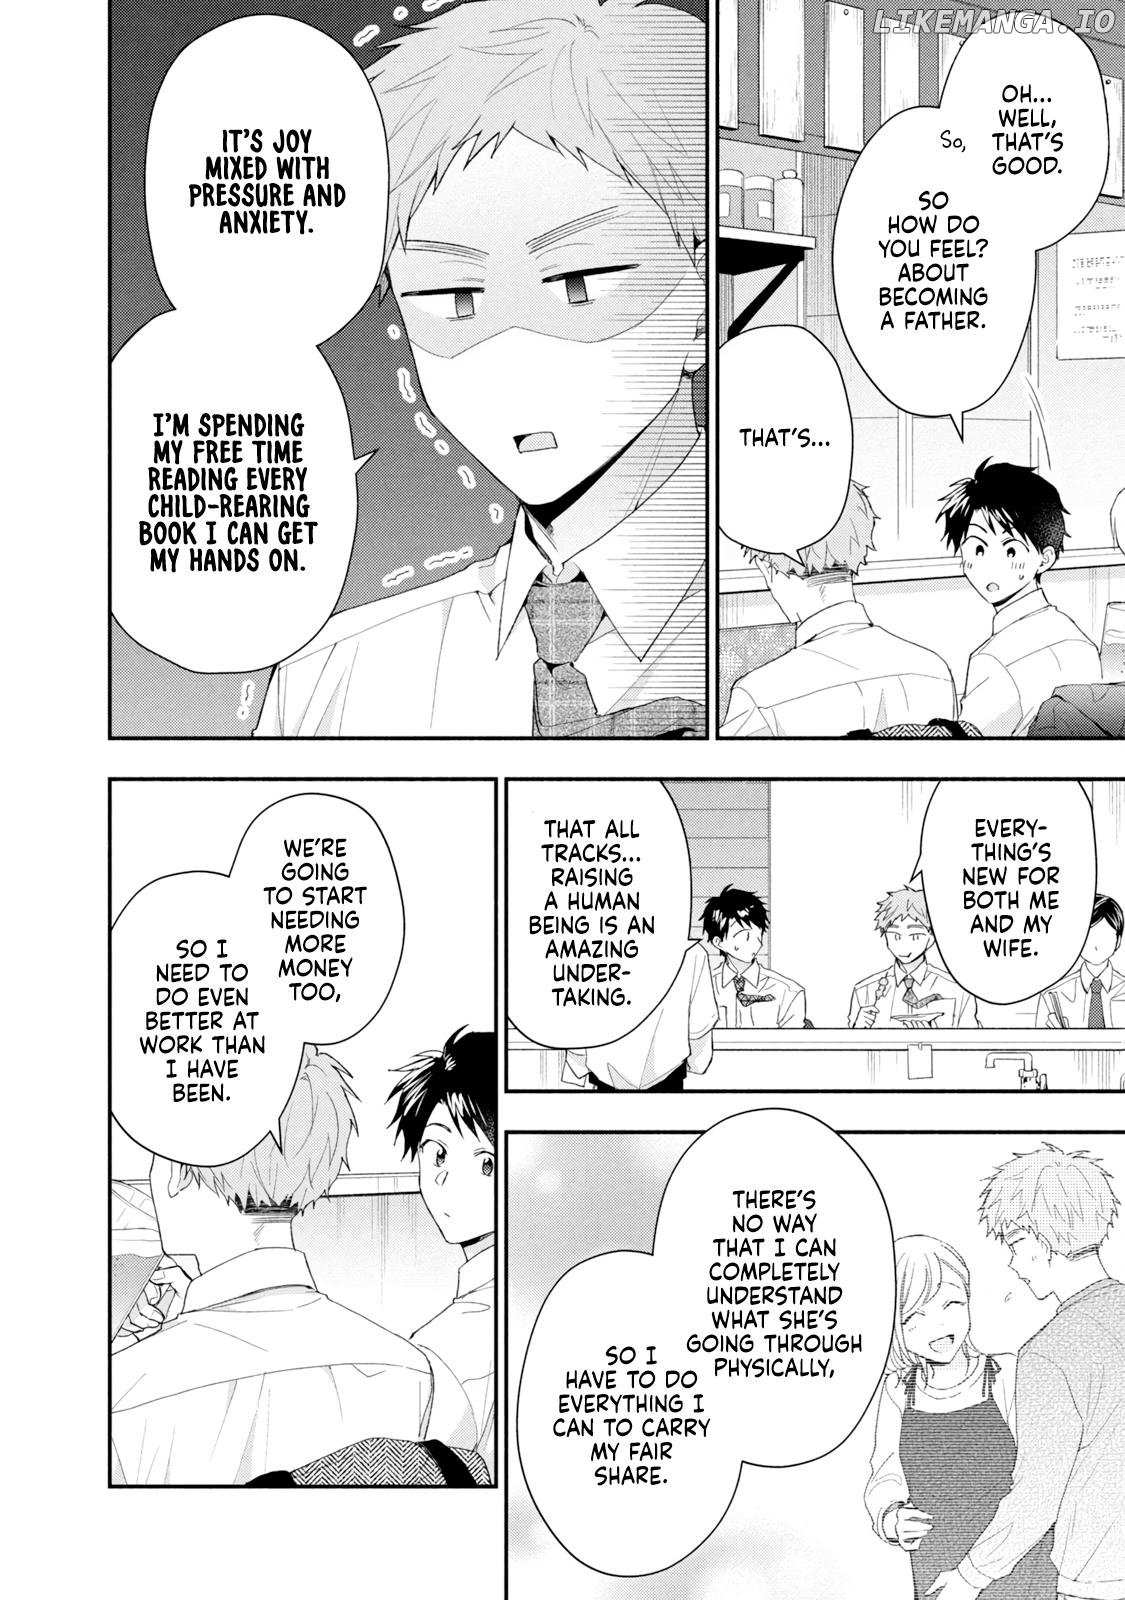 LIKEMANGA.IO
OH...
WELL,
THAT'S
GOOD.
So,
SO
HOW DO
YOU FEEL?
ABOUT
BECOMING
A FATHER.
THAT'S...
IT'S JOY
MIXED WITH
PRESSURE AND
ANXIETY.
I'M SPENDING
MY FREE TIME
READING EVERY
CHILD-REARING
BOOK I CAN GET
MY HANDS ON.
EVERY-
THING'S
NEW FOR
BOTH ME
AND MY
WIFE.
THAT ALL
TRACKS...
RAISING
A HUMAN
BEING IS AN
AMAZING
UNDER-
TAKING.
WE'RE
GOING
TO START
NEEDING
MORE
MONEY
TOO,
SO I
NEED TO
DO EVEN
BETTER AT
WORK THAN
I HAVE
BEEN.
THERE'S
NO WAY
THAT I CAN
COMPLETELY
UNDERSTAND
WHAT SHE'S
GOING THROUGH
PHYSICALLY,
SO I
HAVE TO DO
EVERYTHING I
CAN TO CARRY
MY FAIR
SHARE.